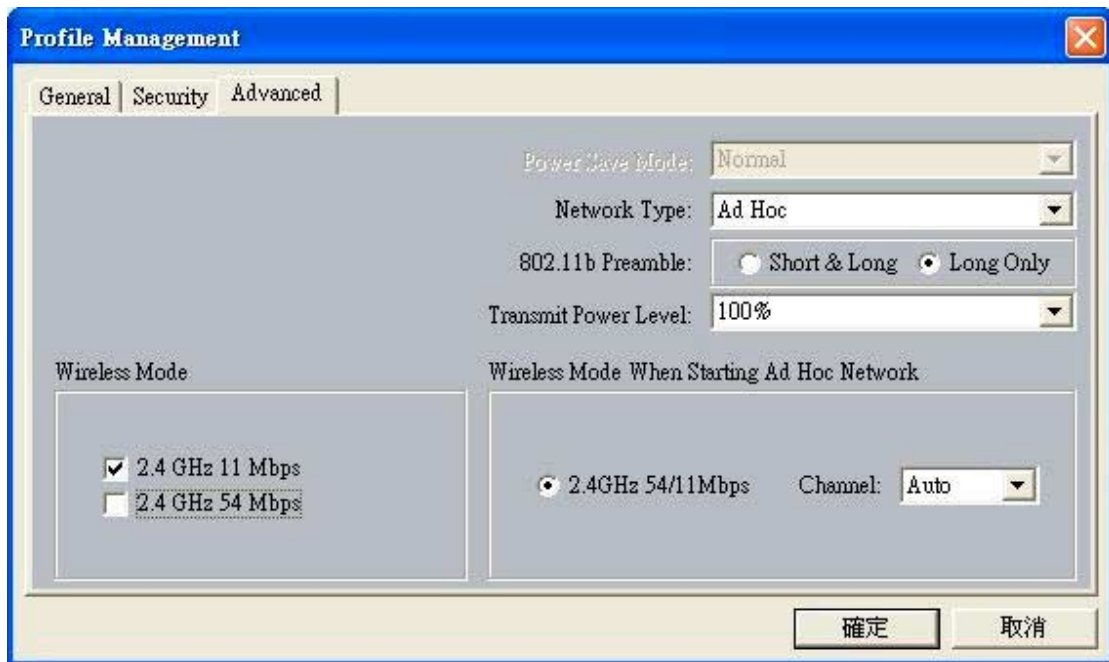 Profile Management
General Security Advanced
Power Save Mode: Normal
Network Type: Ad Hoc
802.11b Preamble: Short & Long Long Only
Transmit Power Level: 100%
Wireless Mode
2.4 GHz 11 Mbps
2.4 GHz 54 Mbps
Wireless Mode When Starting Ad Hoc Network
2.4GHz 54/11Mbps Channel: Auto
確定 取消